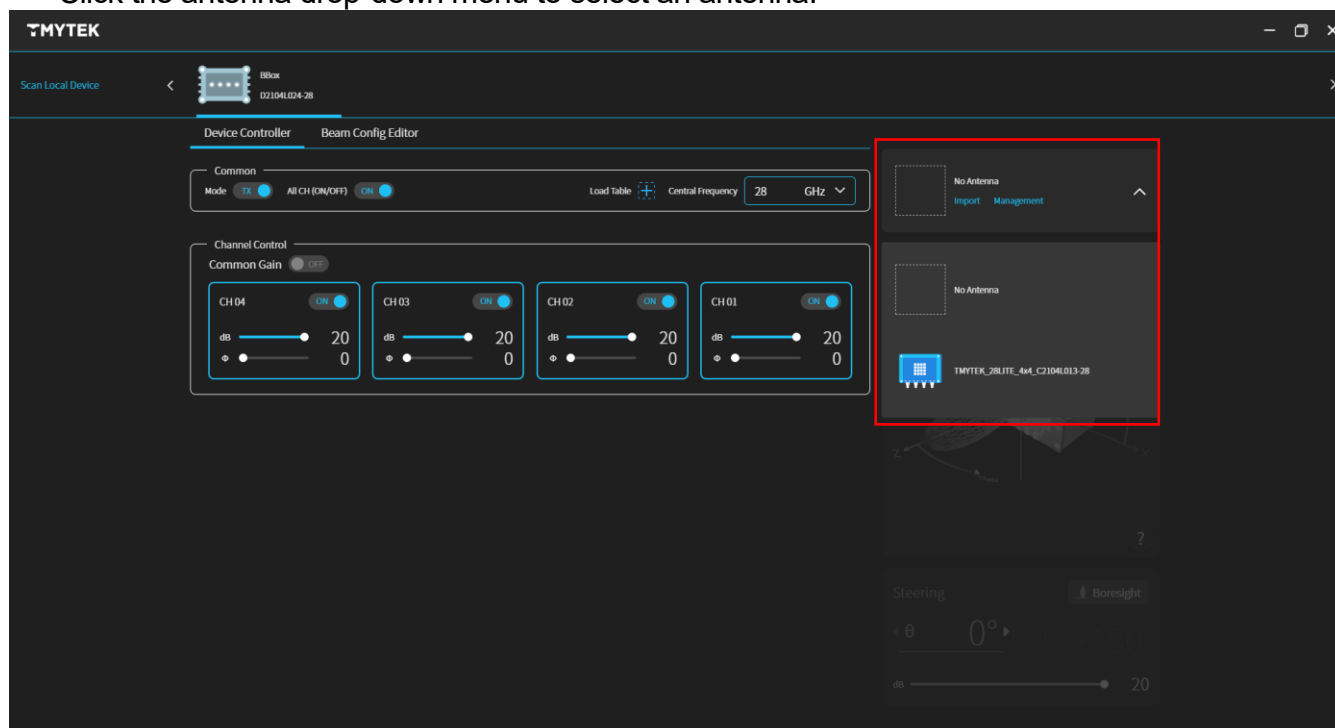 Click the antenna drop-down menu to select an antenna.
TMYTEK
Scan Local Device
BBox
D2104L024-28
Device Controller Beam Config Editor
Common
Mode TX All CH (ON/OFF) ON Load Table Central Frequency 28 GHz
No Antenna
Import Management
Channel Control
Common Gain OFF
CH 04 ON CH 03 ON CH 02 ON CH 01 ON
dB 20 dB 20 dB 20 dB 20
Φ 0 Φ 0 Φ 0 Φ 0
No Antenna
TMYTEK_28LITE_4x4_C2104L013-28
Z
?
Steering Boresight
θ 0°
dB 20